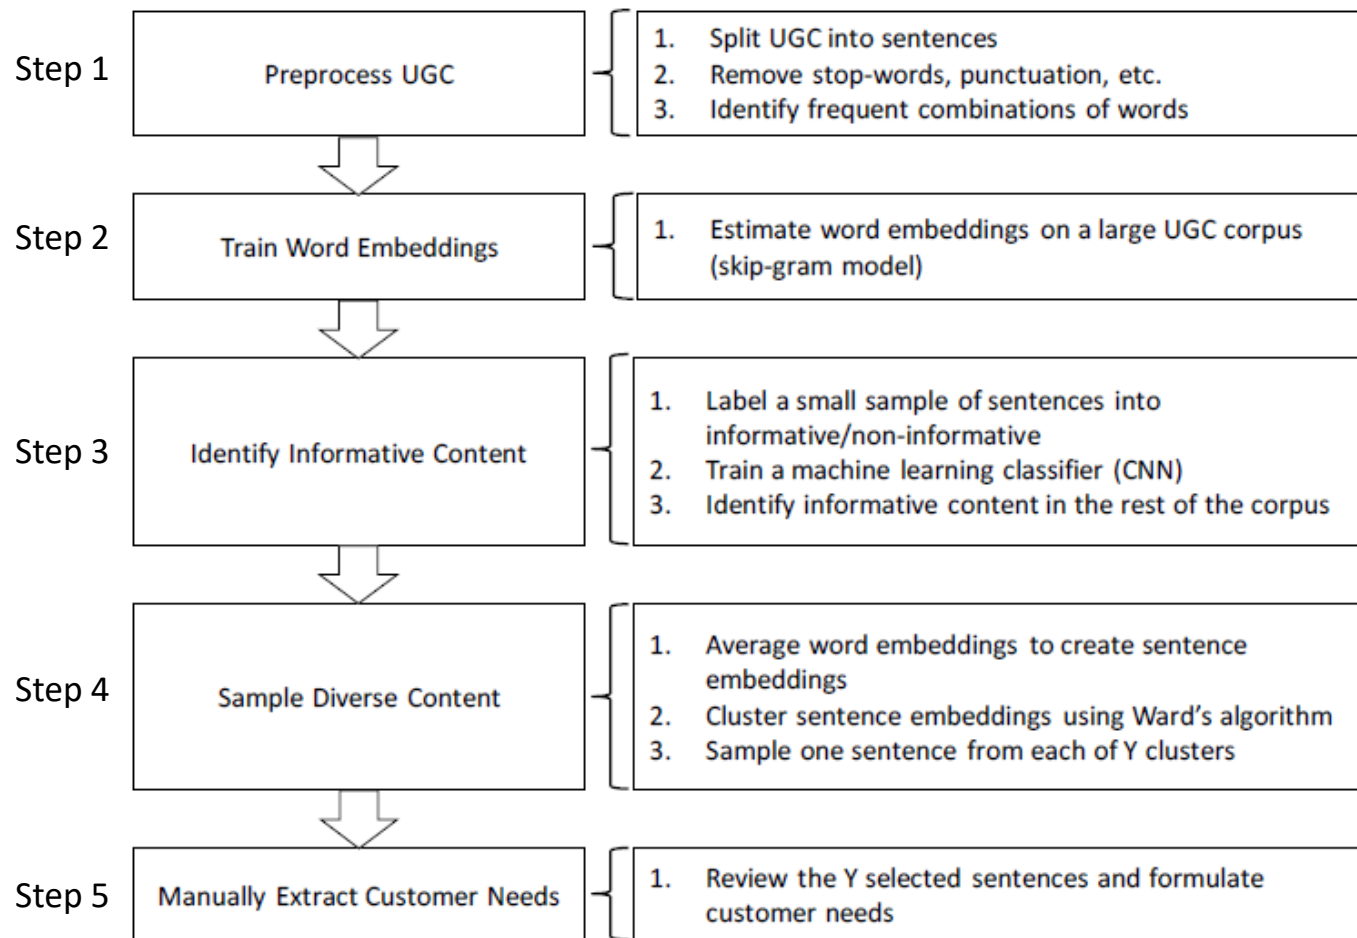 Step 1
Preprocess UGC
1. Split UGC into sentences
2. Remove stop-words, punctuation, etc.
3. Identify frequent combinations of words
Step 2
Train Word Embeddings
1. Estimate word embeddings on a large UGC corpus
(skip-gram model)
Step 3
Identify Informative Content
1. Label a small sample of sentences into
informative/non-informative
2. Train a machine learning classifier (CNN)
3. Identify informative content in the rest of the corpus
Step 4
Sample Diverse Content
1. Average word embeddings to create sentence
embeddings
2. Cluster sentence embeddings using Ward's algorithm
3. Sample one sentence from each of Y clusters
Step 5
Manually Extract Customer Needs
1. Review the Y selected sentences and formulate
customer needs